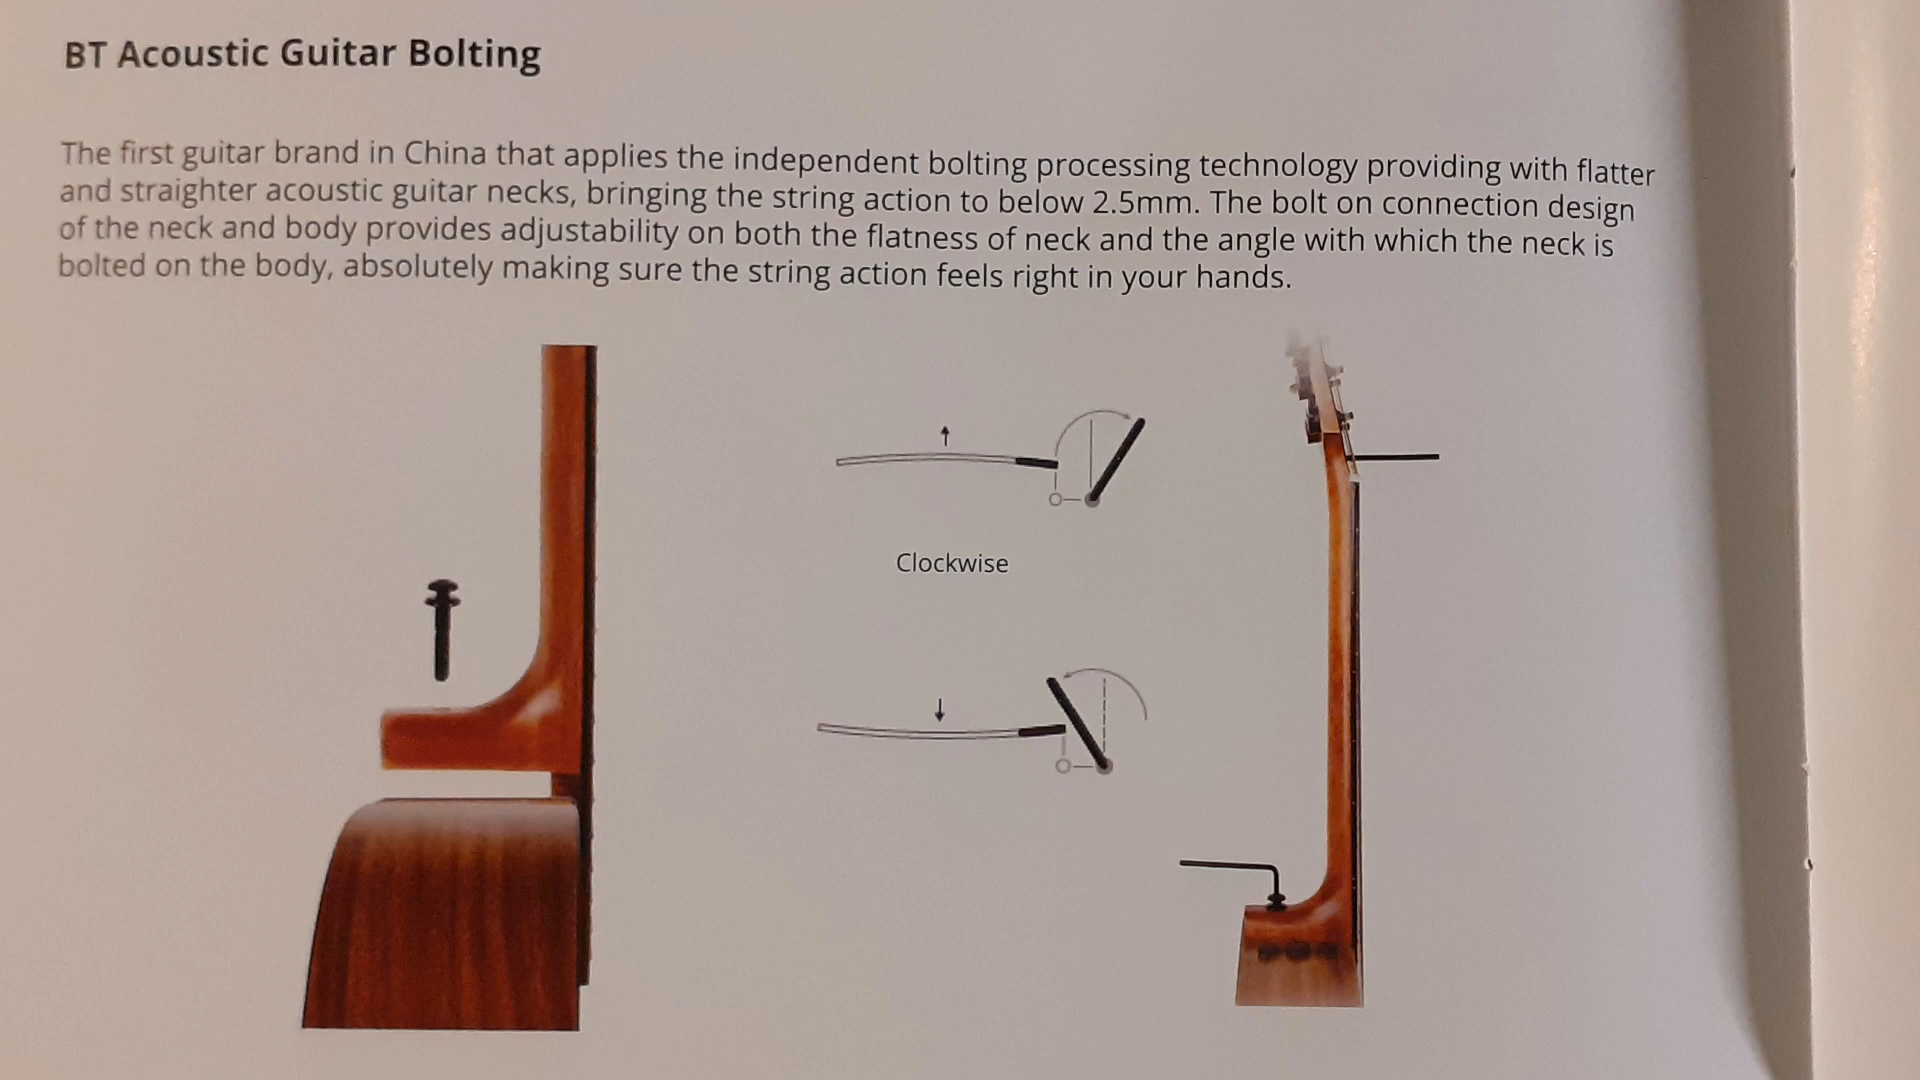 BT Acoustic Guitar Bolting
The first guitar brand in China that applies the independent bolting processing technology providing with flatter
and straighter acoustic guitar necks, bringing the string action to below 2.5mm. The bolt on connection design
of the neck and body provides adjustability on both the flatness of neck and the angle with which the neck is
bolted on the body, absolutely making sure the string action feels right in your hands.
Clockwise